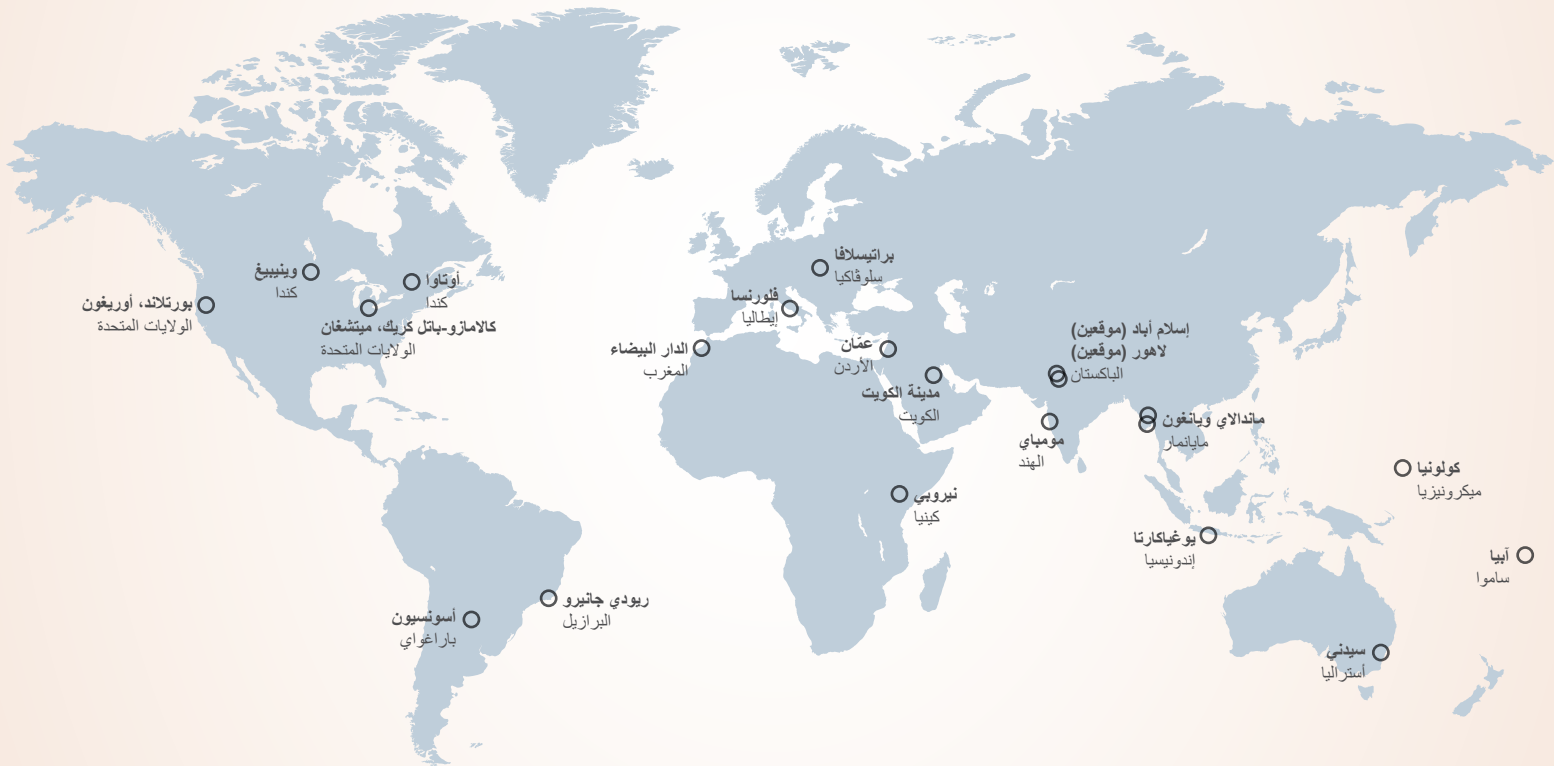 وينيبيغ
كندا
أوتاوا
كندا
بورتلاند، أوريغون
الولايات المتحدة
كالامازو-باتل كريك، ميتشغان
الولايات المتحدة
براتيسلافا
سلوڤاكيا
فلورنسا
إيطاليا
الدار البيضاء
المغرب
عمّان
الأردن
مدينة الكويت
الكويت
إسلام أباد (موقعين)
لاهور (موقعين)
الباكستان
ماندالاي ويانغون
مايانمار
مومباي
الهند
كولونيا
ميكرونيزيا
نيروبي
كينيا
يوغياكارتا
إندونيسيا
آبيا
ساموا
ريودي جانيرو
البرازيل
أسونسيون
باراغواي
سيدني
أستراليا